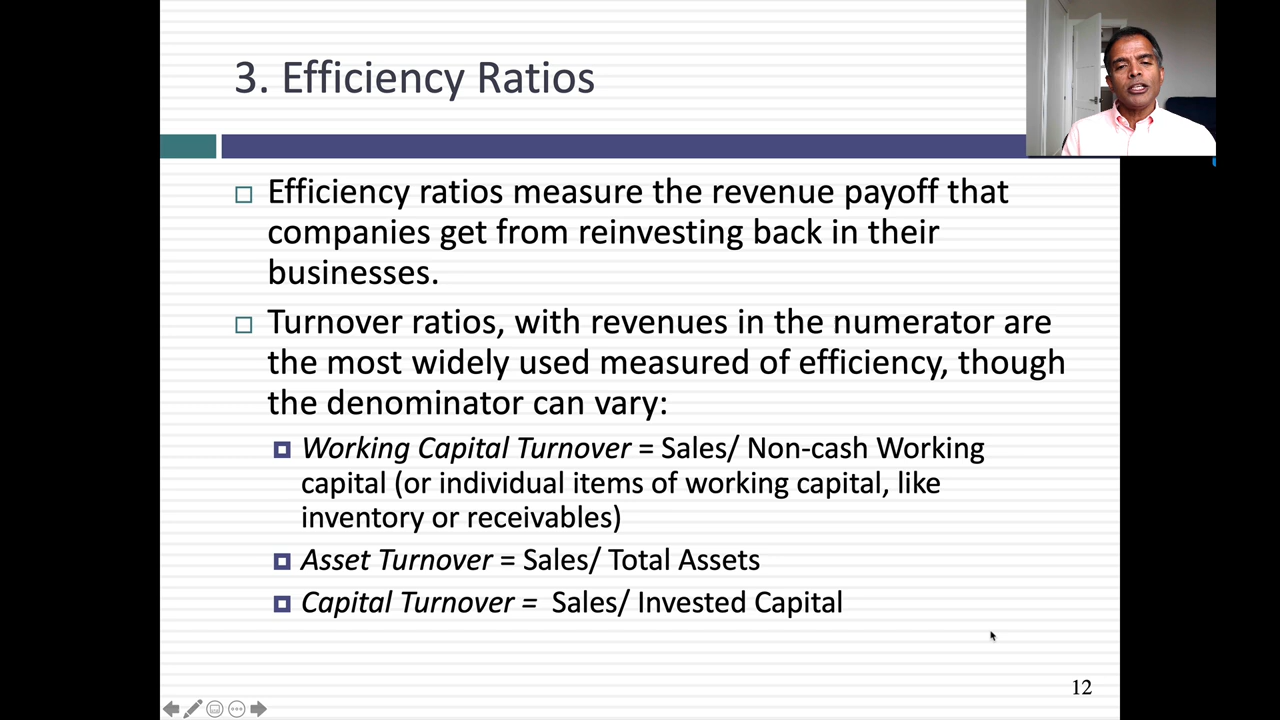 3. Efficiency Ratios
Efficiency ratios measure the revenue payoff that
companies get from reinvesting back in their
businesses.
Turnover ratios, with revenues in the numerator are
the most widely used measured of efficiency, though
the denominator can vary:
Working Capital Turnover = Sales/ Non-cash Working
capital (or individual items of working capital, like
inventory or receivables)
Asset Turnover = Sales/ Total Assets
Capital Turnover =  Sales/ Invested Capital
12